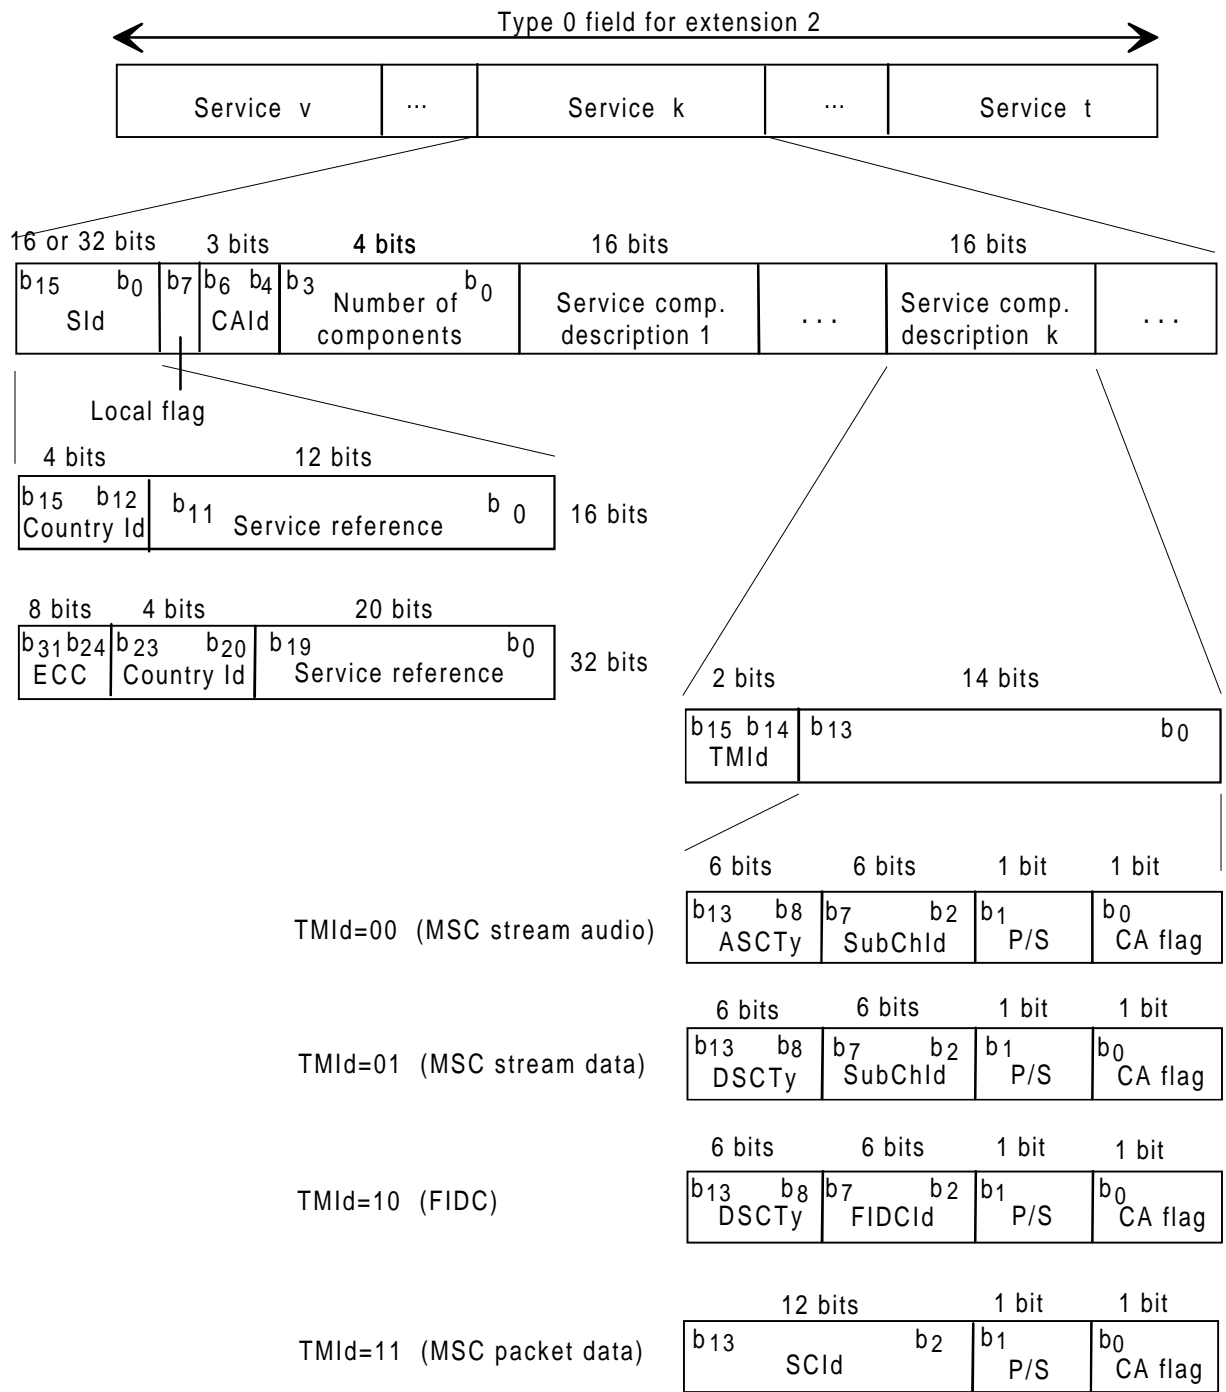 Type 0 field for extension 2
Service v ... Service k ... Service t
16 or 32 bits 3 bits 4 bits 16 bits 16 bits
b15 b0 b7 b6 b4 b3 b0
SId CAId Number of components Service comp. description 1 . . . Service comp. description k . . .
Local flag
4 bits 12 bits
b15 b12 b11 b0
Country Id Service reference 16 bits
8 bits 4 bits 20 bits
b31 b24 b23 b20 b19 b0
ECC Country Id Service reference 32 bits
2 bits 14 bits
b15 b14 b13 b0
TMId
6 bits 6 bits 1 bit 1 bit
b13 b8 b7 b2 b1 b0
TMId=00 (MSC stream audio) ASCTy SubChId P/S CA flag
6 bits 6 bits 1 bit 1 bit
b13 b8 b7 b2 b1 b0
TMId=01 (MSC stream data) DSCTy SubChId P/S CA flag
6 bits 6 bits 1 bit 1 bit
b13 b8 b7 b2 b1 b0
TMId=10 (FIDC) DSCTy FIDCId P/S CA flag
12 bits 1 bit 1 bit
b13 b2 b1 b0
TMId=11 (MSC packet data) SCId P/S CA flag